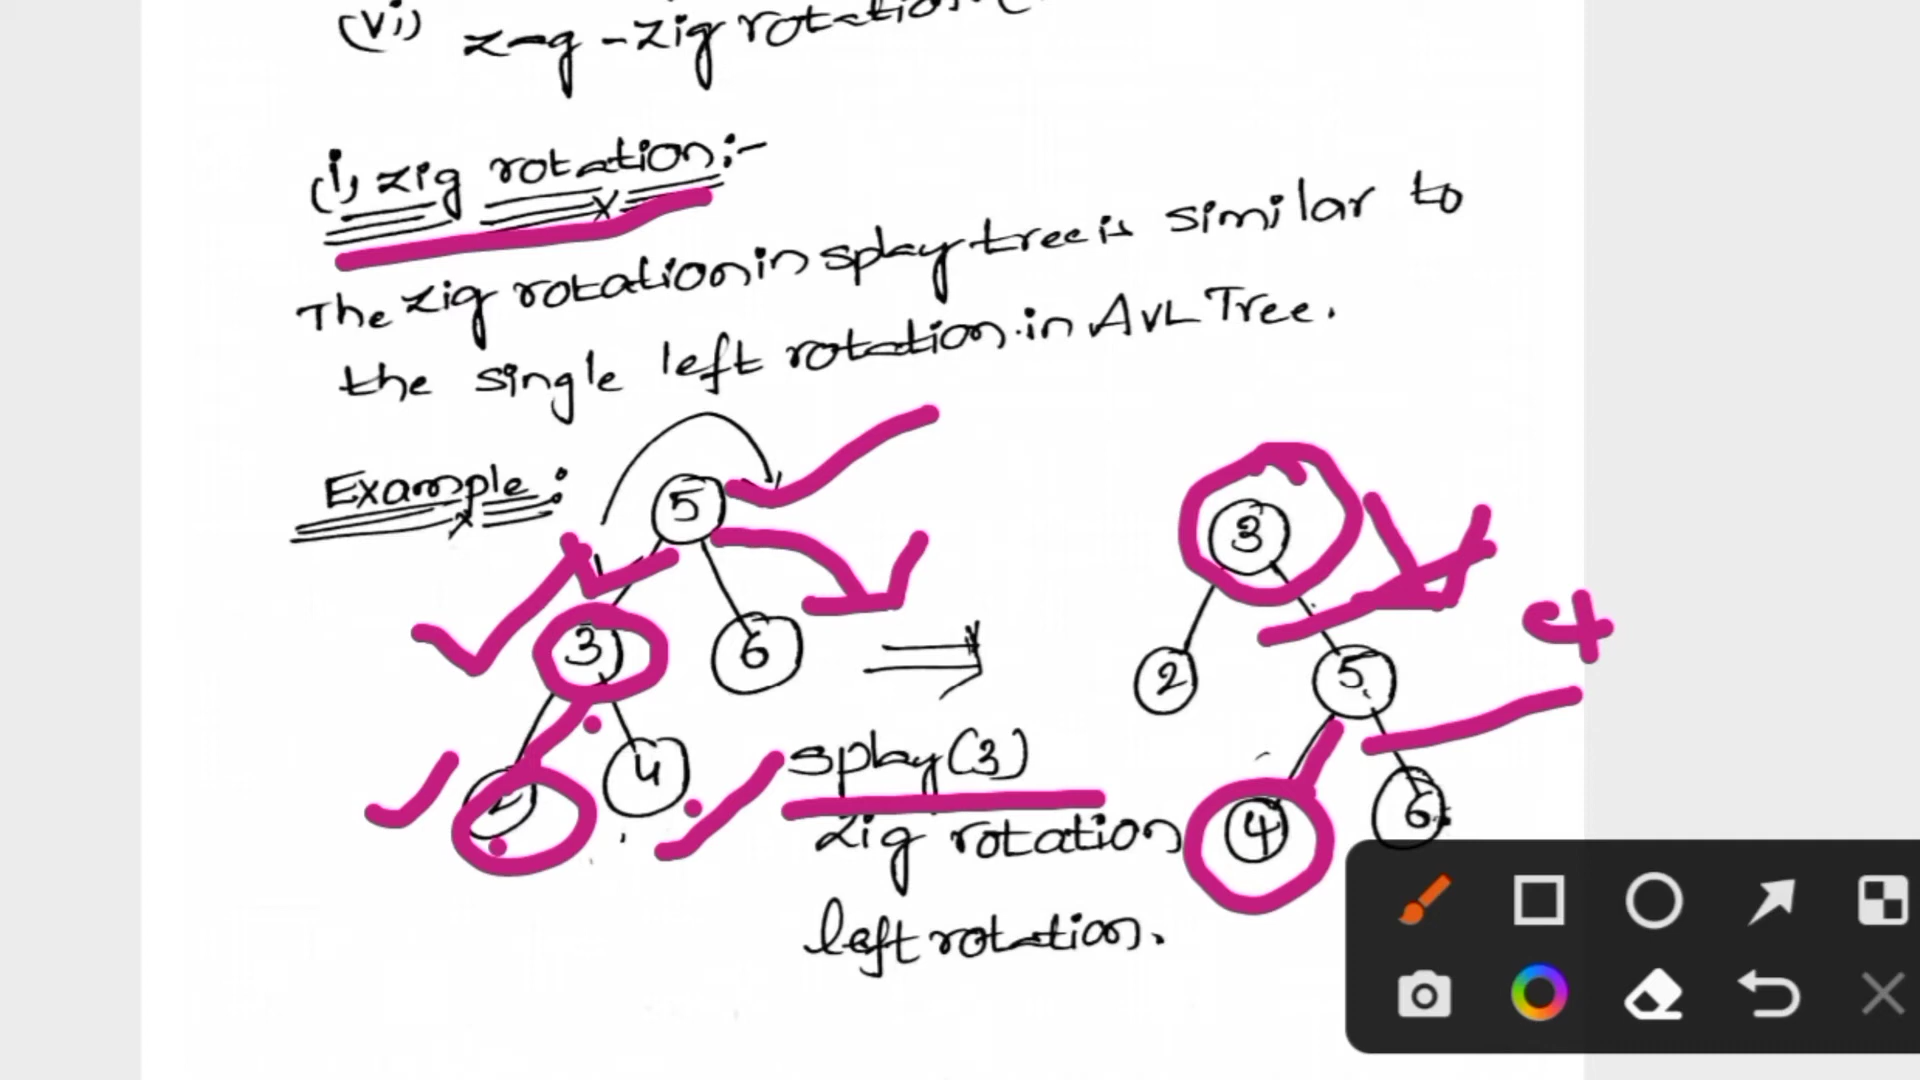 (vi) zag-zig rotation
(i) zig rotation:-
The zig rotation in splay tree is similar to
the single left rotation in AVL Tree.
Example:
5
3 6
2 4
splay(3)
zig rotation
left rotation.
3
2 5
4 6
4